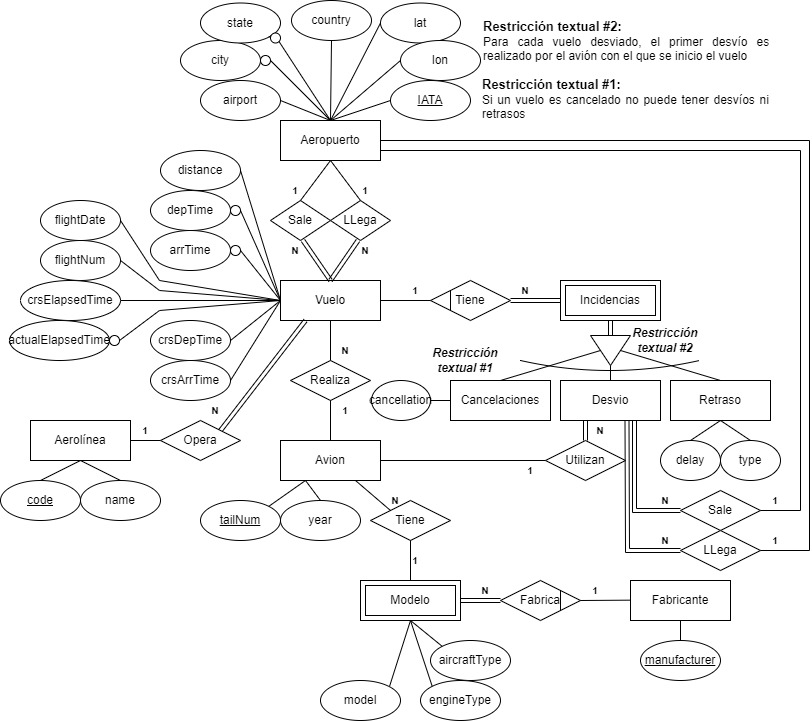 state
country
lat
city
lon
airport
IATA
Restricción textual #2:
Para cada vuelo desviado, el primer desvío es
realizado por el avión con el que se inicio el vuelo
Restricción textual #1:
Si un vuelo es cancelado no puede tener desvíos ni
retrasos
Aeropuerto
distance
depTime
arrTime
1
1
Sale
LLega
N
N
flightDate
flightNum
crsElapsedTime
actualElapsedTime
crsDepTime
crsArrTime
Vuelo
1
Tiene
N
Incidencias
Restricción
textual #2
Restricción
textual #1
N
Realiza
1
cancellation
Cancelaciones
Desvio
Retraso
N
Aerolínea
1
Opera
Avion
1
Utilizan
N
delay
type
code
name
tailNum
year
N
Tiene
1
N
Sale
1
N
LLega
1
Modelo
N
Fabrica
1
Fabricante
aircraftType
model
engineType
manufacturer